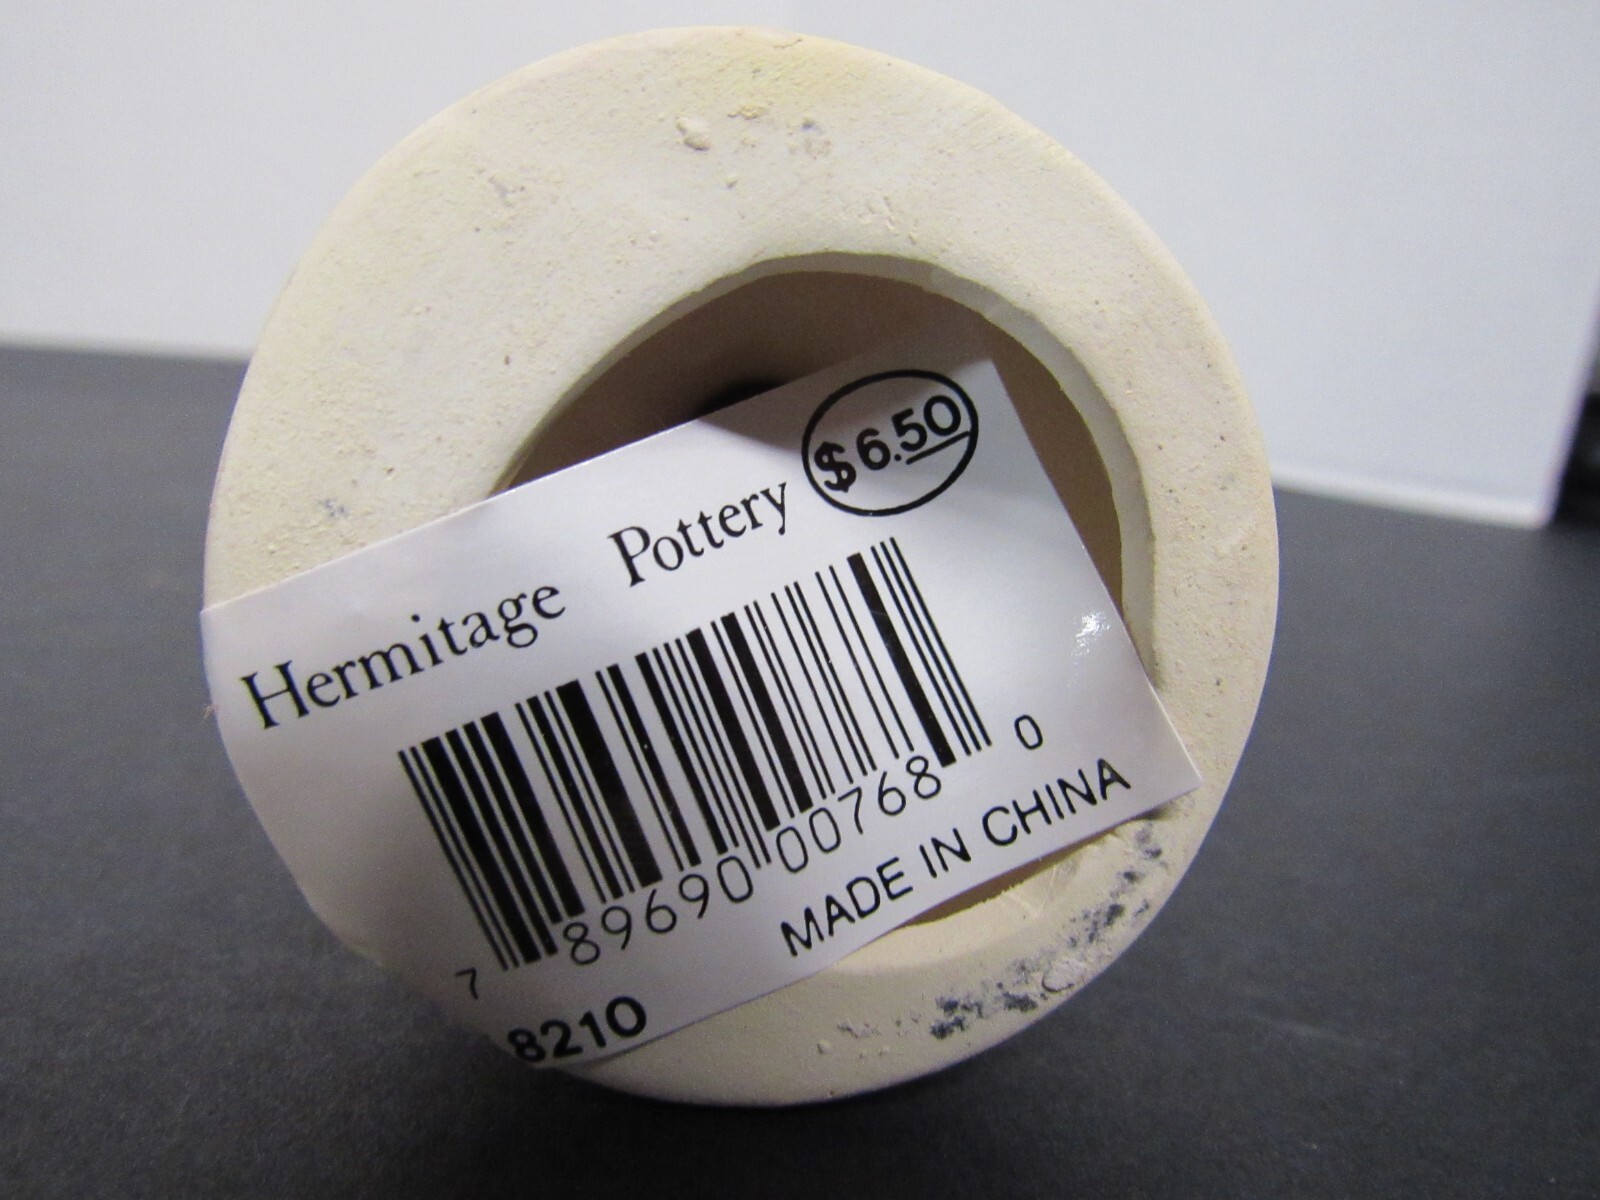 Hermitage Pottery $6.50
7 89690 00768 0
MADE IN CHINA
8210